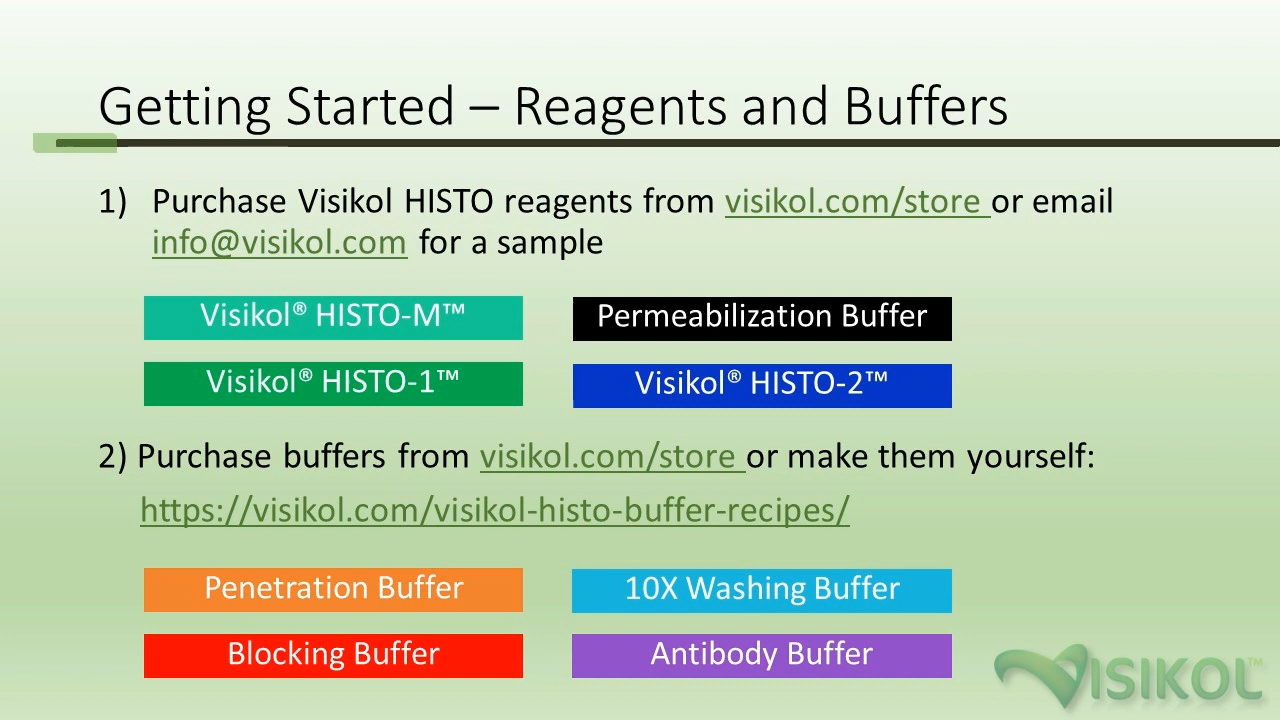 Getting Started – Reagents and Buffers
1) Purchase Visikol HISTO reagents from visikol.com/store or email
info@visikol.com for a sample
Visikol® HISTO-M™ Permeabilization Buffer
Visikol® HISTO-1™ Visikol® HISTO-2™
2) Purchase buffers from visikol.com/store or make them yourself:
https://visikol.com/visikol-histo-buffer-recipes/
Penetration Buffer 10X Washing Buffer
Blocking Buffer Antibody Buffer
VISIKOL™